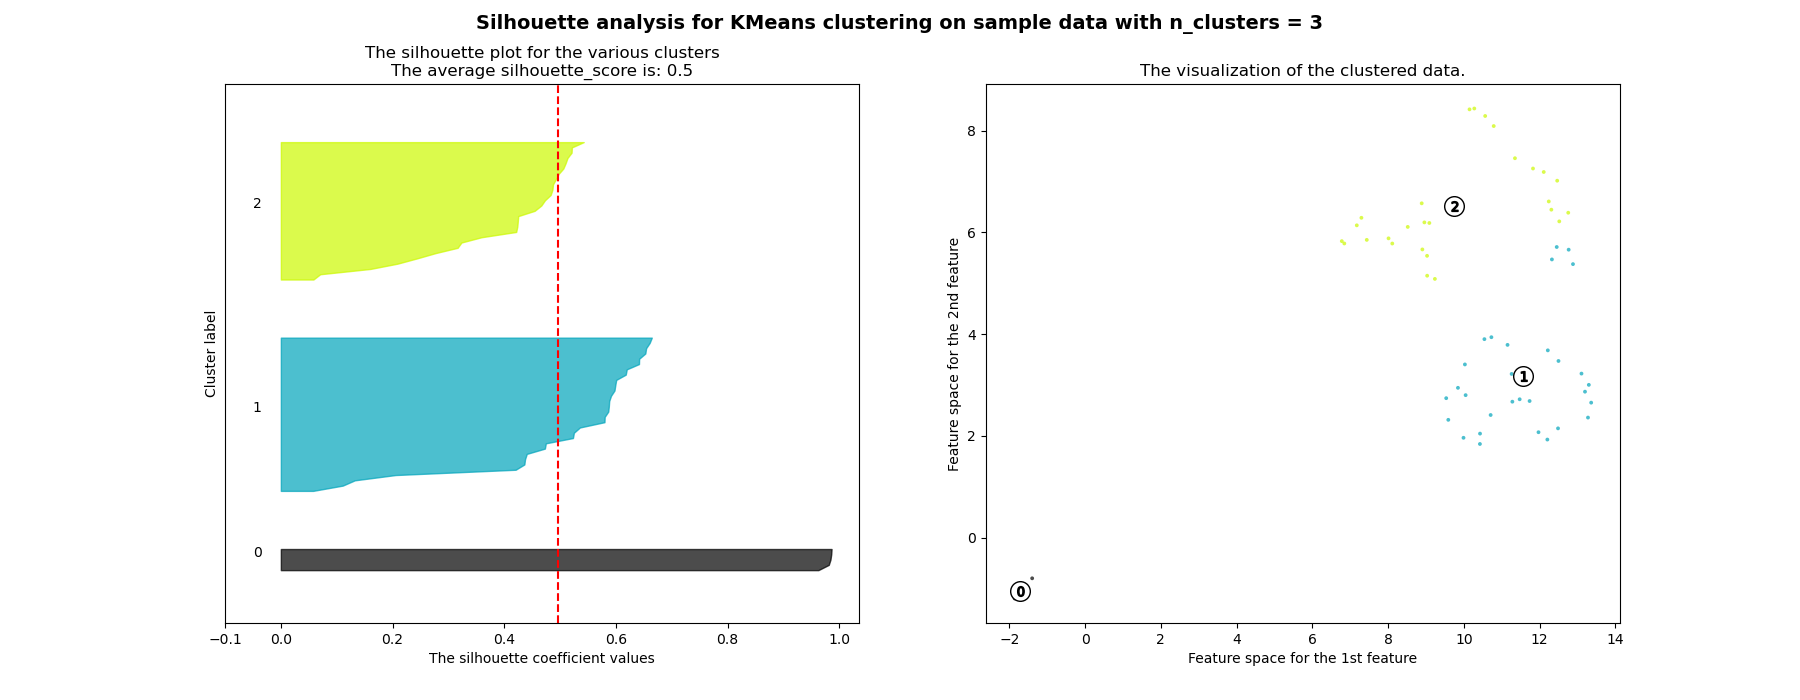 Silhouette analysis for KMeans clustering on sample data with n_clusters = 3
The silhouette plot for the various clusters
The average silhouette_score is: 0.5
2
1
0
Cluster label
−0.1 0.0 0.2 0.4 0.6 0.8 1.0
The silhouette coefficient values
The visualization of the clustered data.
8
6
4
2
0
Feature space for the 2nd feature
2
1
0
−2 0 2 4 6 8 10 12 14
Feature space for the 1st feature